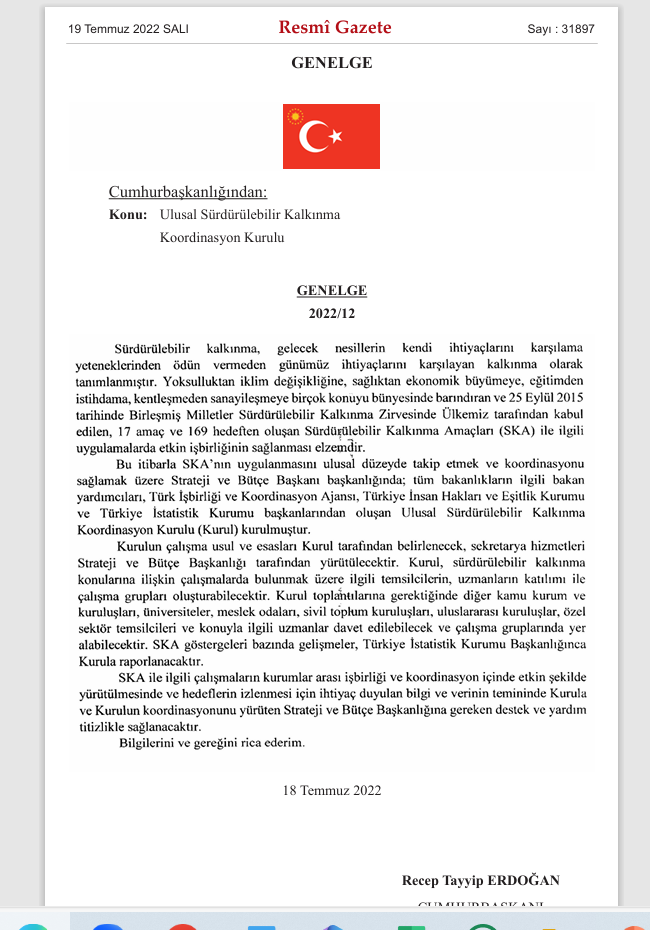 19 Temmuz 2022 SALI Resmî Gazete Sayı : 31897
GENELGE
Cumhurbaşkanlığından:
Konu: Ulusal Sürdürülebilir Kalkınma
Koordasyon Kurulu
GENELGE
2022/12
Sürdürülebilir kalkınma, gelecek nesillerin kendi ihtiyaçlarını karşılama
yeteneklerinden ödün vermeden günümüz ihtiyaçlarını karşılayan kalkınma olarak
tanımlanmıştır. Yoksulluktan iklim değişikliğine, sağlıktan ekonomik büyümeye, eğitimden
istihdama, kentleşmeden sanayileşmeye birçok konuyu bünyesinde barındıran ve 25 Eylül 2015
tarihinde Birleşmiş Milletler Sürdürülebilir Kalkınma Zirvesinde Ülkemiz tarafından kabul
edilen, 17 amaç ve 169 hedeften oluşan Sürdürülebilir Kalkınma Amaçları (SKA) ile ilgili
uygulamalarda etkin işbirliğinin sağlanması elzemdir.
Bu itibarla SKA’nın uygulanmasını ulusal düzeyde takip etmek ve koordinasyonu
sağlamak üzere Strateji ve Bütçe Başkanı başkanlığında; tüm bakanlıkların ilgili bakan
yardımcıları, Türk İşbirliği ve Koordinasyon Ajansı, Türkiye İnsan Hakları ve Eşitlik Kurumu
ve Türkiye İstatistik Kurumu başkanlarından oluşan Ulusal Sürdürülebilir Kalkınma
Koordinasyon Kurulu (Kurul) kurulmuştur.
Kurulun çalışma usul ve esasları Kurul tarafından belirlenecek, sekretarya hizmetleri
Strateji ve Bütçe Başkanlığı tarafından yürütülecektir. Kurul, sürdürülebilir kalkınma
konularına ilişkin çalışmalarda bulunmak üzere ilgili temsilcilerin, uzmanların katılımı ile
çalışma grupları oluşturabilecektir. Kurul toplantılarına gerektiğinde diğer kamu kurum ve
kuruluşları, üniversiteler, meslek odaları, sivil toplum kuruluşları, uluslararası kuruluşlar, özel
sektör temsilcileri ve konuyla ilgili uzmanlar davet edilebilecek ve çalışma gruplarında yer
alabilecektir. SKA göstergeleri bazında gelişmeler, Türkiye İstatistik Kurumu Başkanlığınca
Kurula raporlanacaktır.
SKA ile ilgili çalışmaların kurumlar arası işbirliği ve koordinasyon içinde etkin şekilde
yürütülmesinde ve hedeflerin izlenmesi için ihtiyaç duyulan bilgi ve verinin temininde Kurula
ve Kurulun koordinasyonunu yürüten Strateji ve Bütçe Başkanlığına gereken destek ve yardım
titizlikle sağlanacaktır.
Bilgilerini ve gereğini rica ederim.
18 Temmuz 2022
Recep Tayyip ERDOĞAN
CUMHURBAŞKANI